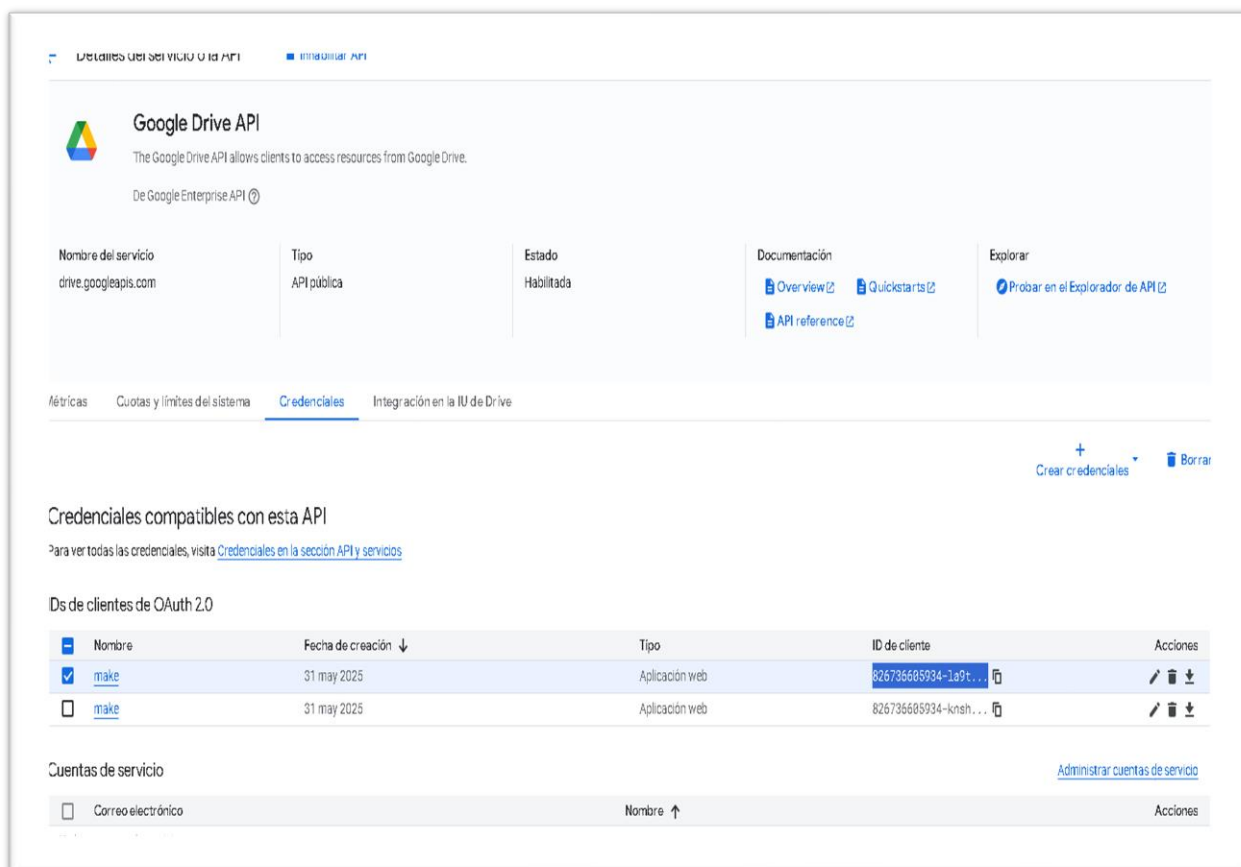 Detalles del servicio o la API Inhabilitar API
Google Drive API
The Google Drive API allows clients to access resources from Google Drive.
De Google Enterprise API
Nombre del servicio Tipo Estado Documentación Explorar
drive.googleapis.com API pública Habilitada Overview Quickstarts Probar en el Explorador de API
API reference
Métricas Cuotas y límites del sistema Credenciales Integración en la IU de Drive
+
Crear credenciales Borrar
Credenciales compatibles con esta API
Para ver todas las credenciales, visita Credenciales en la sección API y servicios
IDs de clientes de OAuth 2.0
Nombre Fecha de creación ↓ Tipo ID de cliente Acciones
make 31 may 2025 Aplicación web 826736605934-la9t...
make 31 may 2025 Aplicación web 826736605934-knsh...
Cuentas de servicio Administrar cuentas de servicio
Correo electrónico Nombre ↑ Acciones